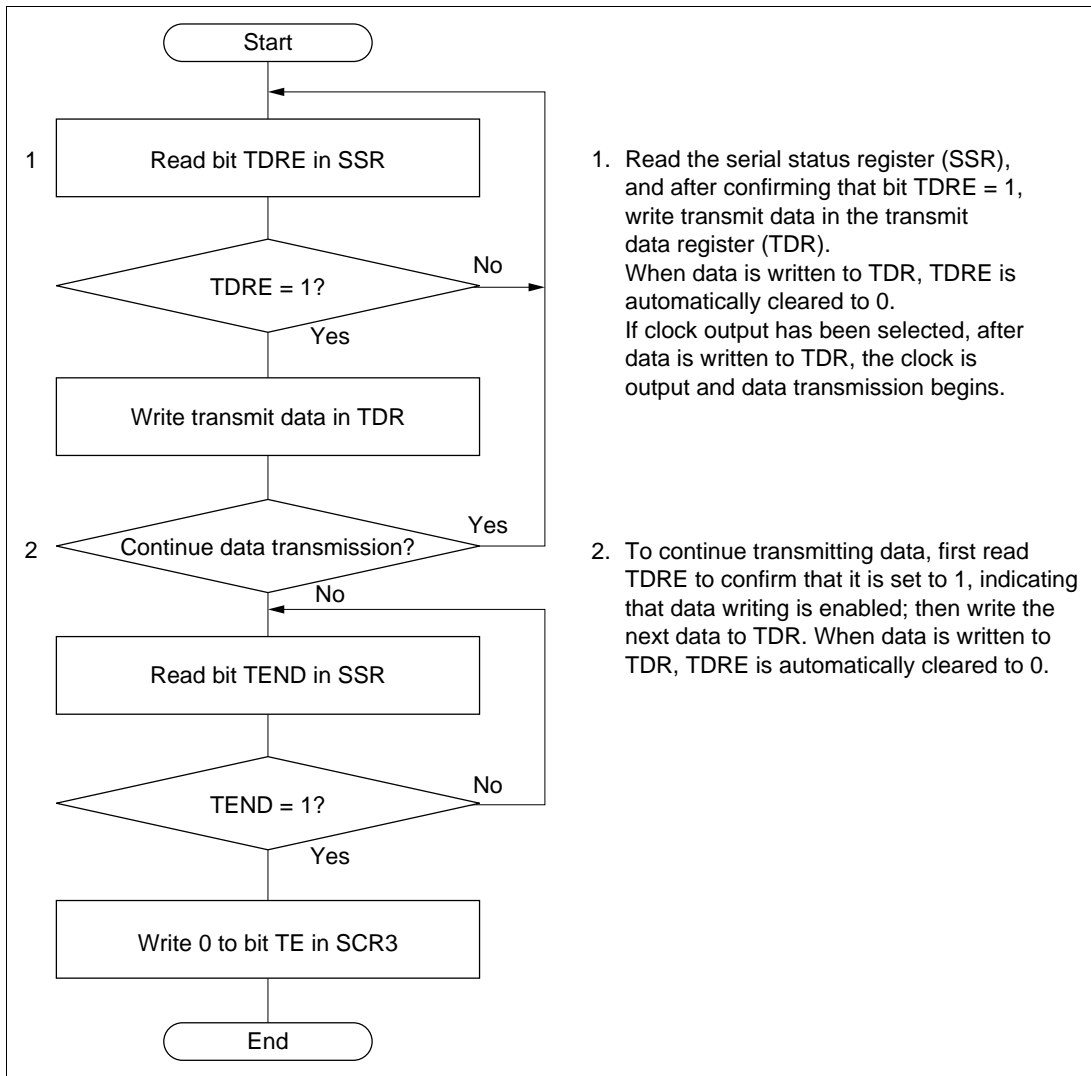 Start
1
Read bit TDRE in SSR
TDRE = 1?
No
Yes
Write transmit data in TDR
2
Continue data transmission?
Yes
No
Read bit TEND in SSR
TEND = 1?
No
Yes
Write 0 to bit TE in SCR3
End
1. Read the serial status register (SSR),
and after confirming that bit TDRE = 1,
write transmit data in the transmit
data register (TDR).
When data is written to TDR, TDRE is
automatically cleared to 0.
If clock output has been selected, after
data is written to TDR, the clock is
output and data transmission begins.
2. To continue transmitting data, first read
TDRE to confirm that it is set to 1, indicating
that data writing is enabled; then write the
next data to TDR. When data is written to
TDR, TDRE is automatically cleared to 0.